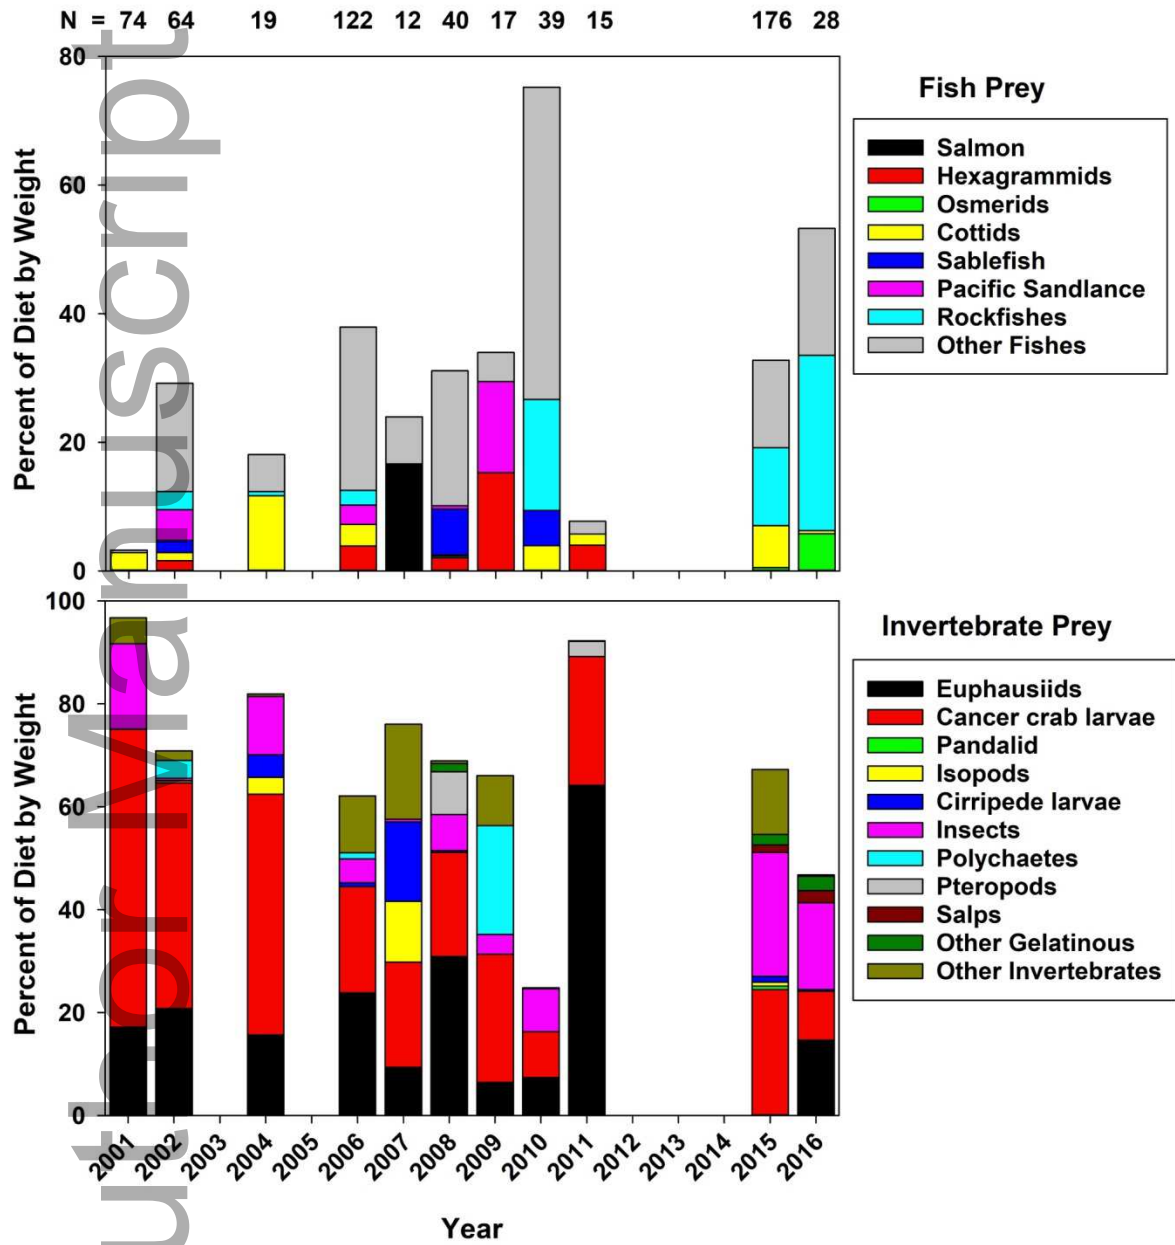 N = 74 64 19 122 12 40 17 39 15 176 28
80
60
40
20
0
Percent of Diet by Weight
Fish Prey
Salmon
Hexagrammids
Osmerids
Cottids
Sablefish
Pacific Sandlance
Rockfishes
Other Fishes
100
80
60
40
20
0
Percent of Diet by Weight
Invertebrate Prey
Euphausiids
Cancer crab larvae
Pandalid
Isopods
Cirripede larvae
Insects
Polychaetes
Pteropods
Salps
Other Gelatinous
Other Invertebrates
2001 2002 2003 2004 2005 2006 2007 2008 2009 2010 2011 2012 2013 2014 2015 2016
Year
utor Manuscript